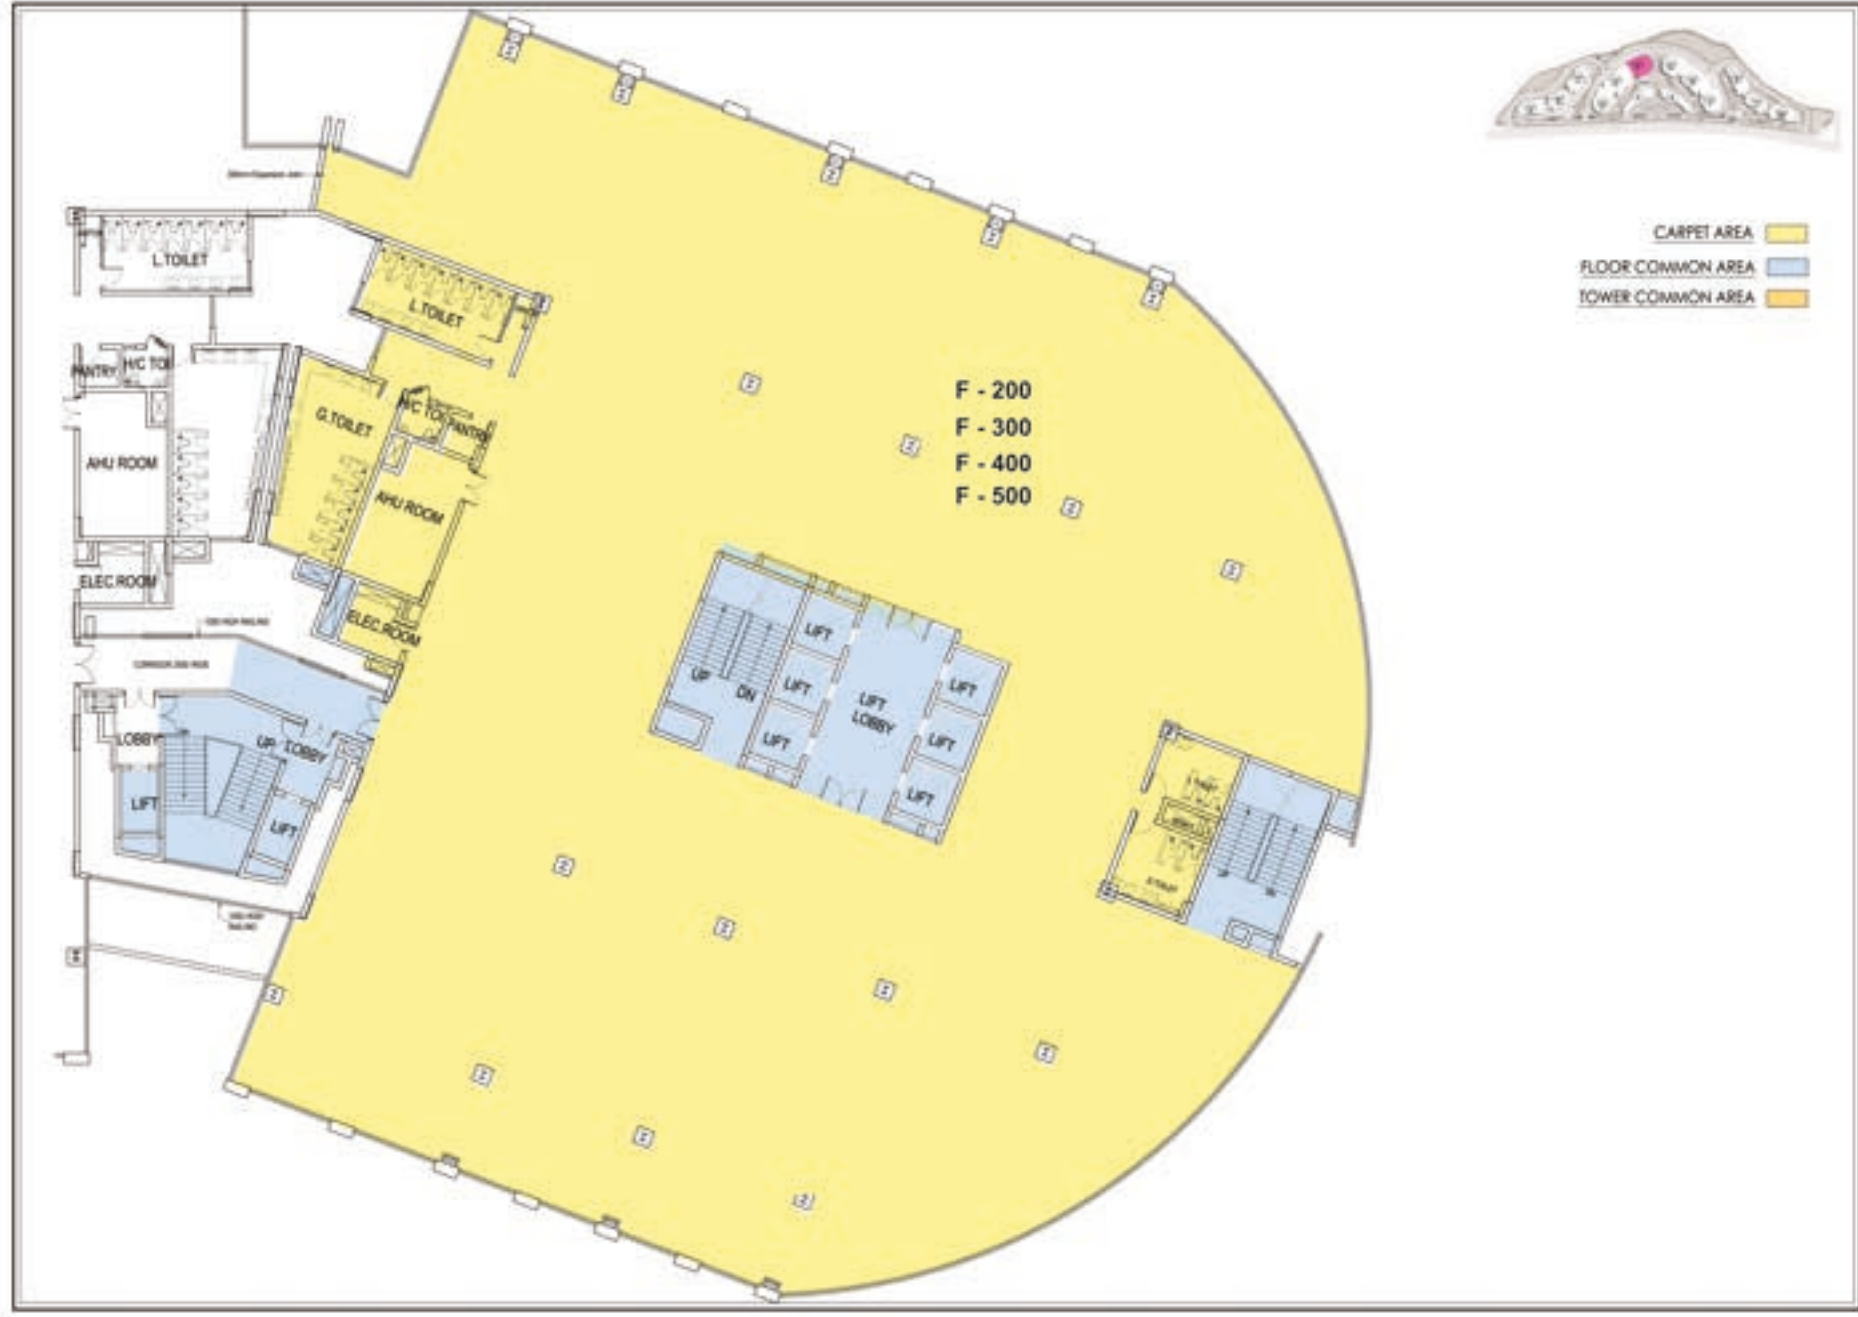 CARPET AREA
FLOOR COMMON AREA
TOWER COMMON AREA
L.TOILET
L.TOILET
PANTRY
H/C TOI
H/C TOI
PANTRY
G.TOILET
AHU ROOM
AHU ROOM
F - 200
F - 300
F - 400
F - 500
ELEC.ROOM
ELEC.ROOM
LOBBY
UP
LOBBY
LIFT
LIFT
UP
DN
LIFT
LIFT
LIFT
LIFT
LOBBY
LIFT
LIFT
LIFT